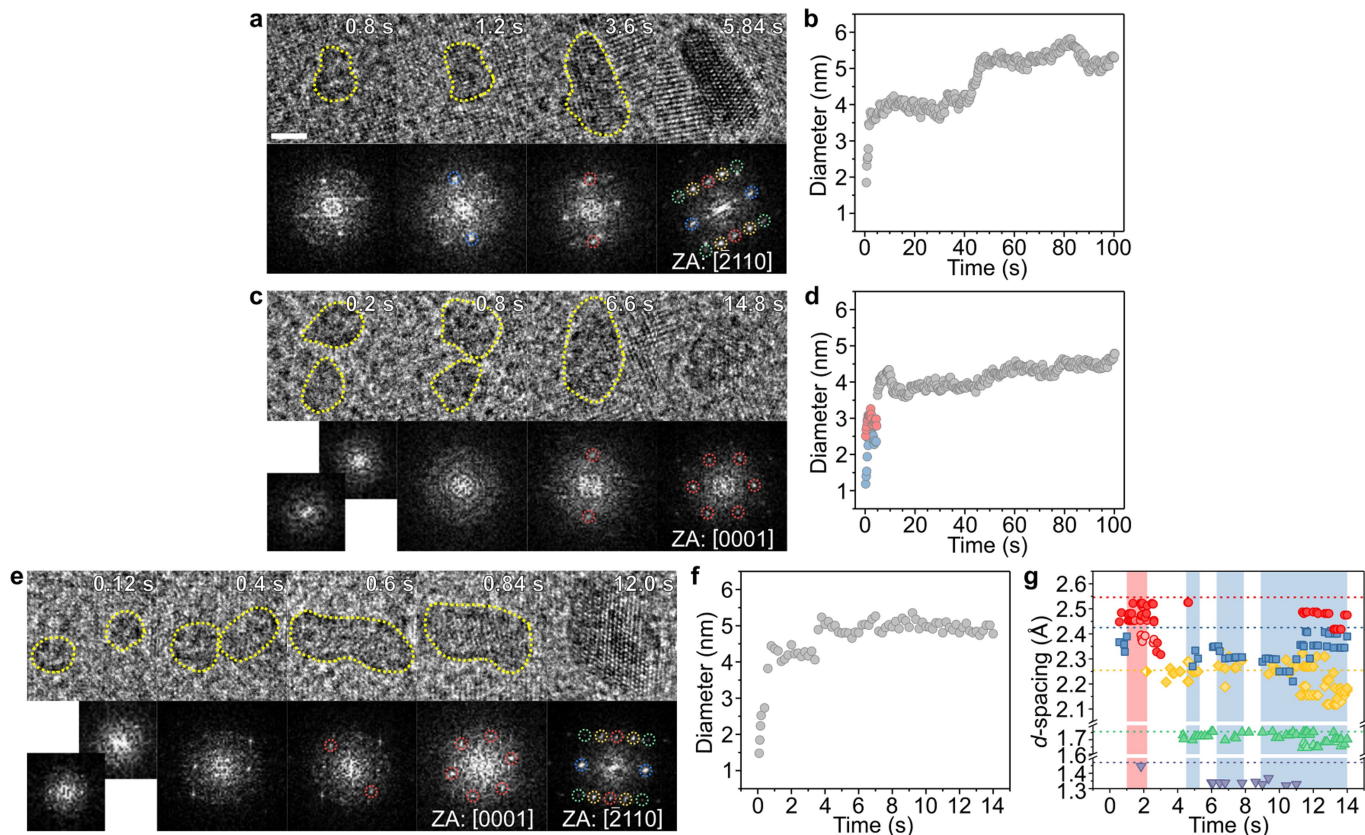 a
0.8 s
1.2 s
3.6 s
5.84 s
ZA: [2̄110]
b
Diameter (nm)
6
5
4
3
2
1
0 20 40 60 80 100
Time (s)
c
0.2 s
0.8 s
6.6 s
14.8 s
ZA: [0001]
d
Diameter (nm)
6
5
4
3
2
1
0 20 40 60 80 100
Time (s)
e
0.12 s
0.4 s
0.6 s
0.84 s
12.0 s
ZA: [0001]
ZA: [2̄110]
f
Diameter (nm)
6
5
4
3
2
1
0 2 4 6 8 10 12 14
Time (s)
g
d-spacing (Å)
2.6
2.5
2.4
2.3
2.2
2.1
1.7
1.6
1.4
1.3
0 2 4 6 8 10 12 14
Time (s)